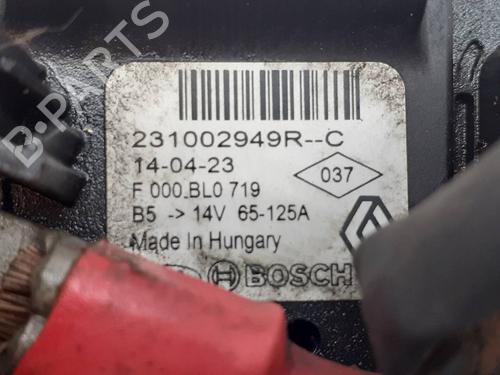 231002949R--C
14-04-23
037
F 000 BL0 719
B5 -> 14V 65-125A
Made In Hungary
BOSCH
B-PARTS